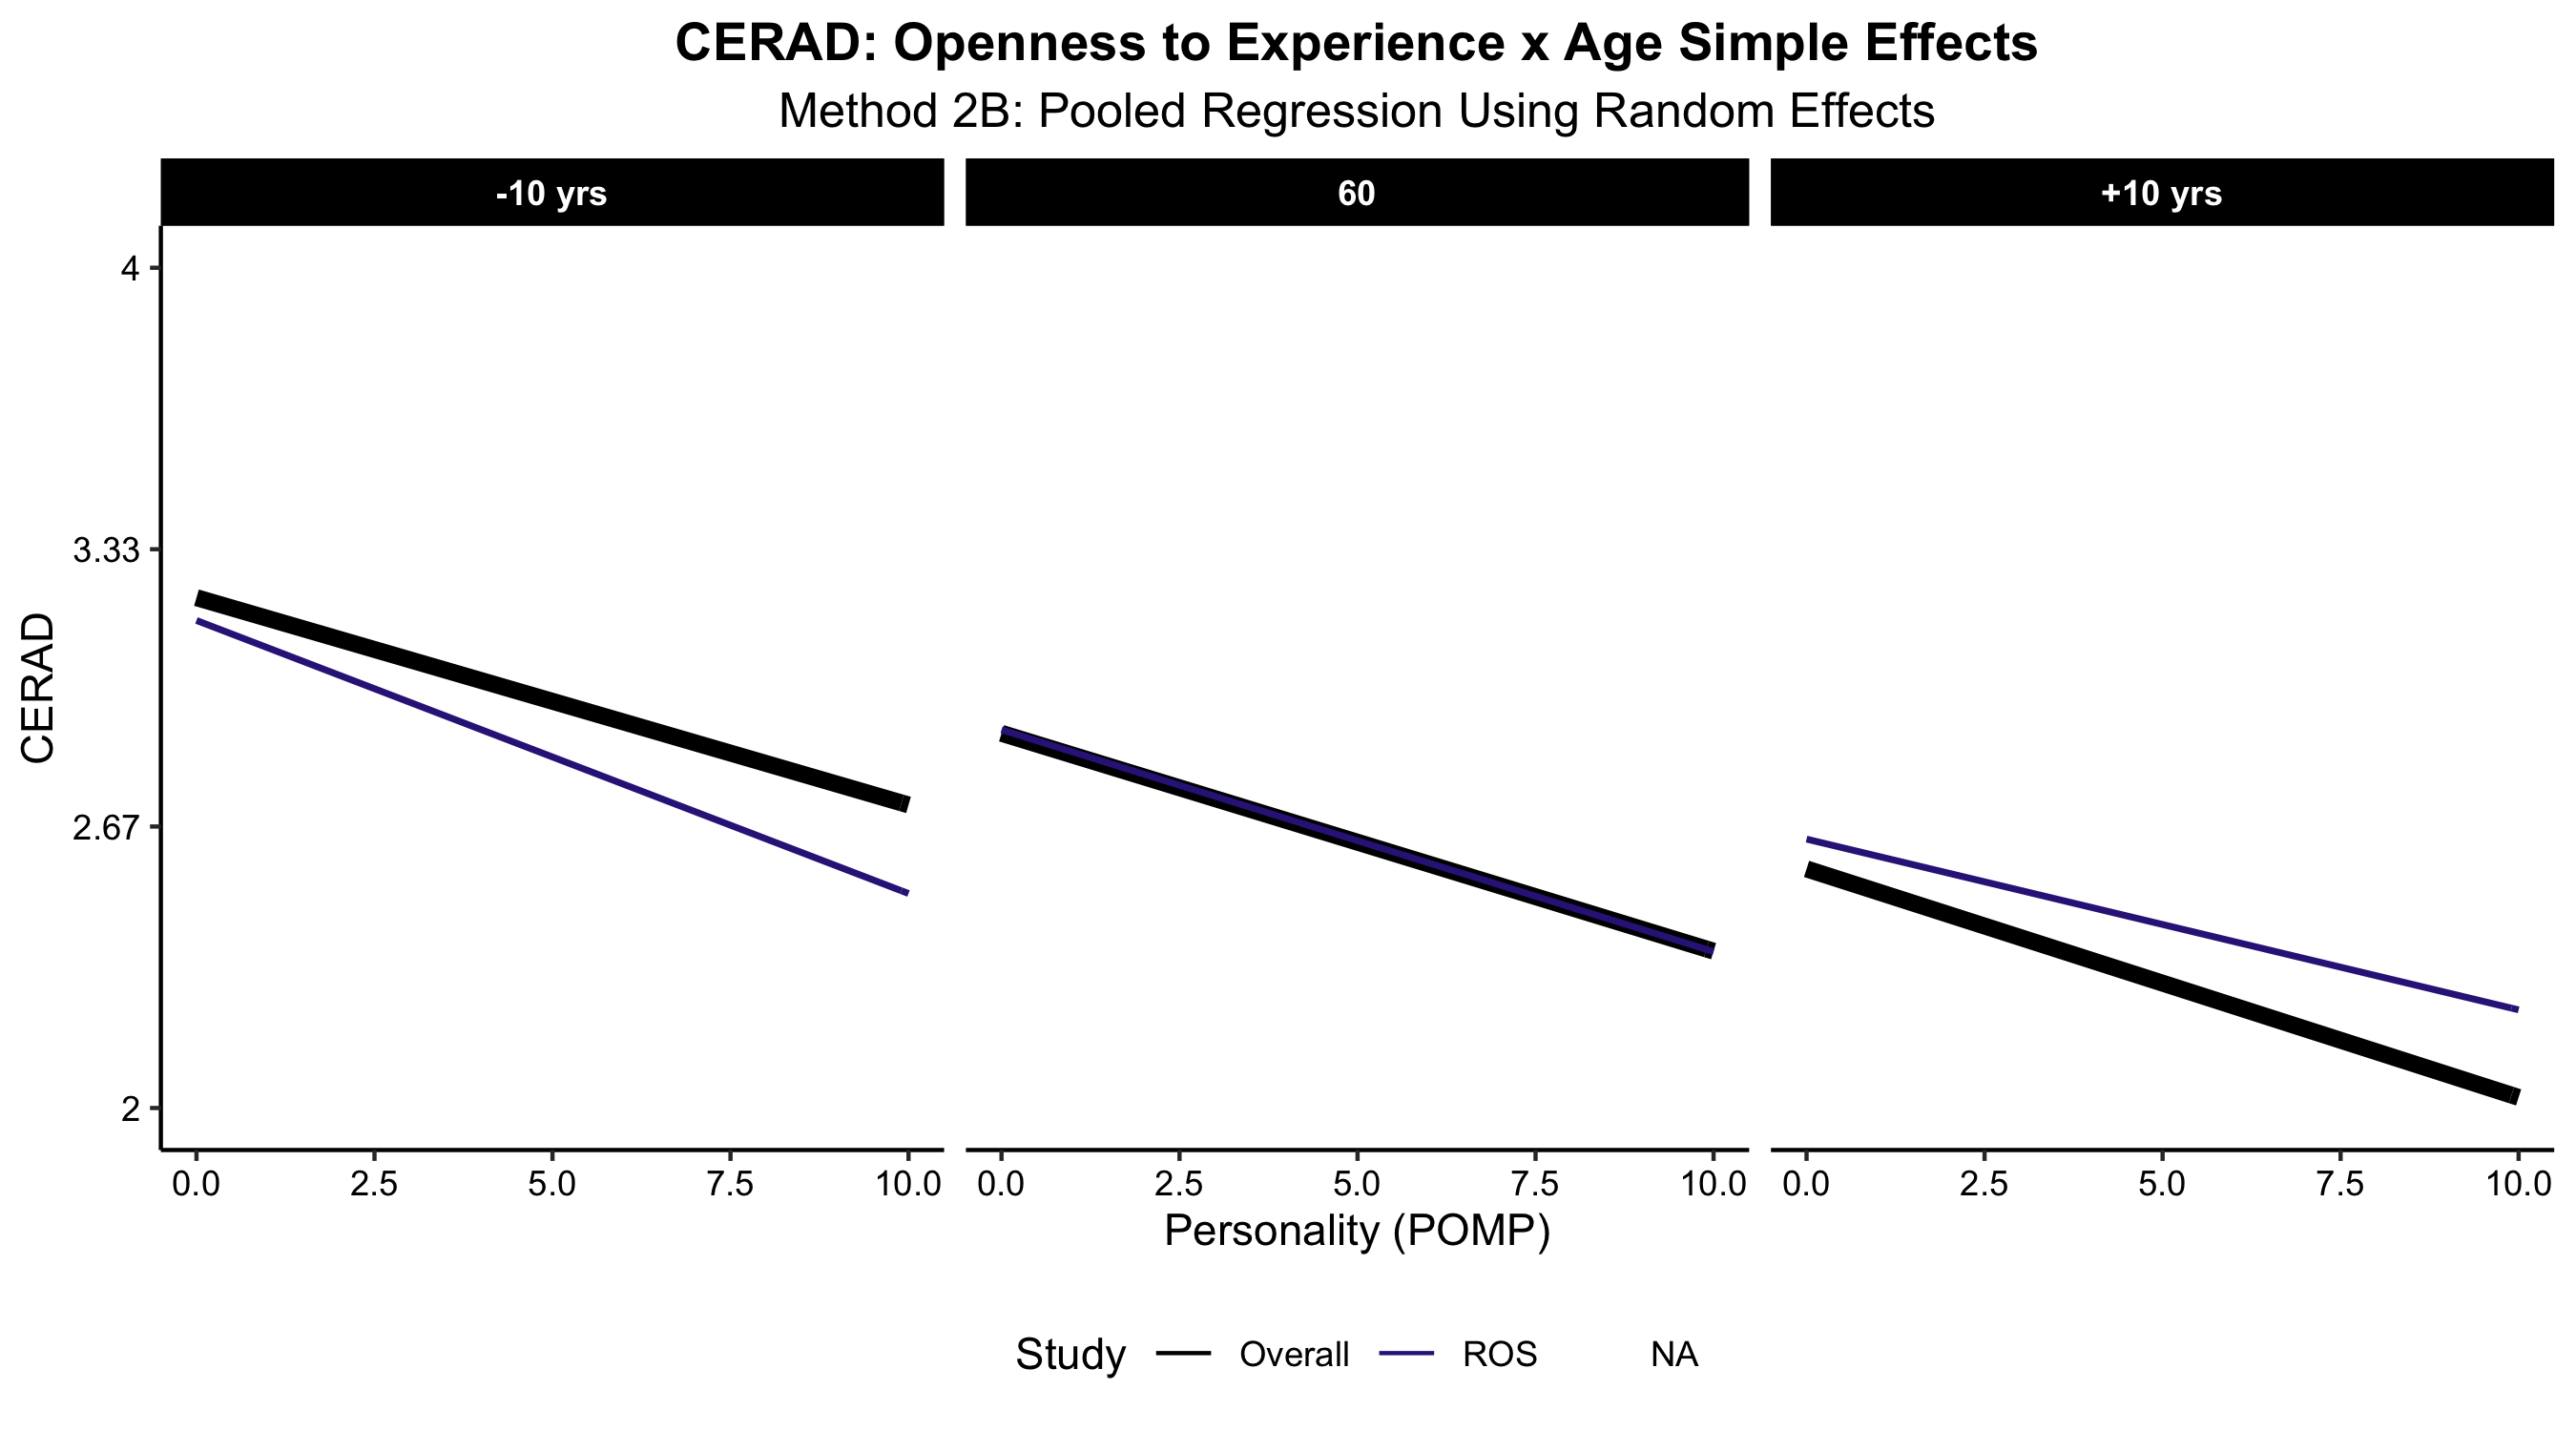 CERAD: Openness to Experience x Age Simple Effects
Method 2B: Pooled Regression Using Random Effects
-10 yrs 60 +10 yrs
4
3.33
2.67
2
CERAD
0.0 2.5 5.0 7.5 10.0 0.0 2.5 5.0 7.5 10.0 0.0 2.5 5.0 7.5 10.0
Personality (POMP)
Study Overall ROS NA